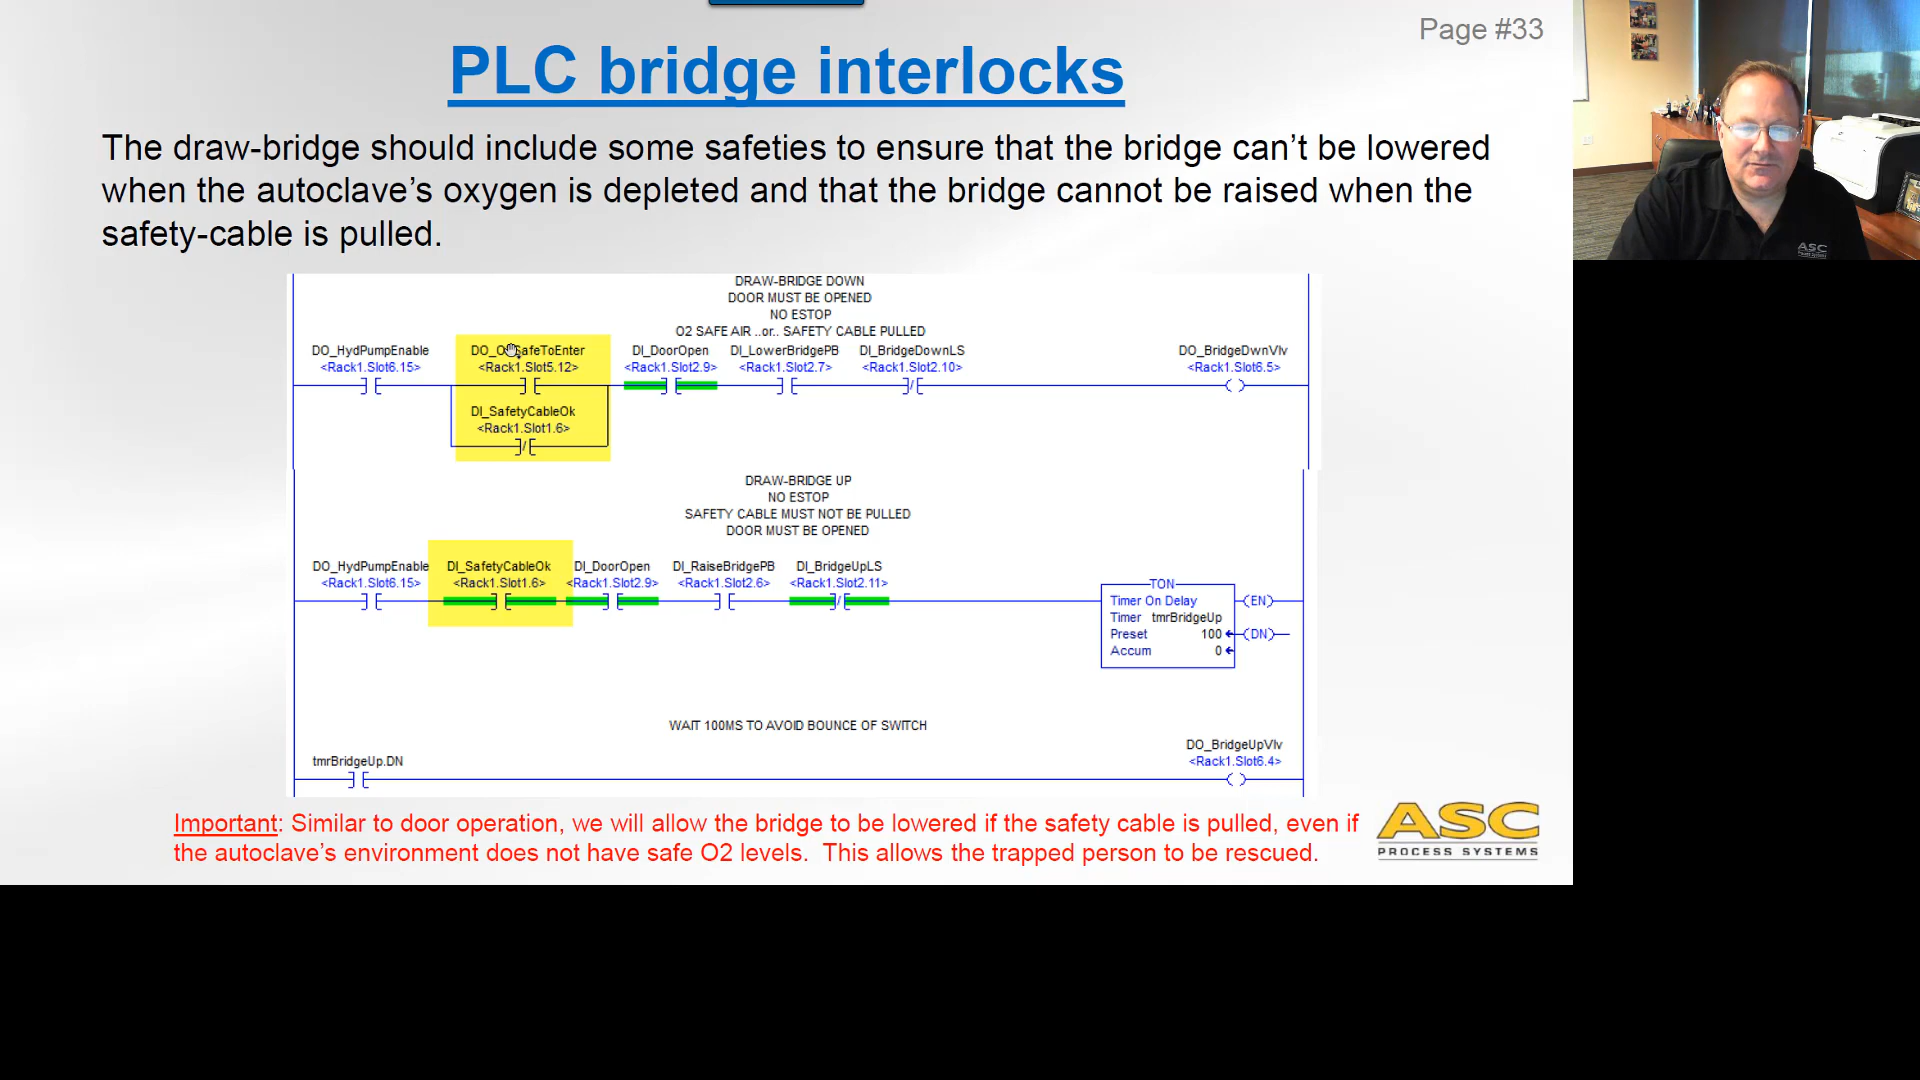 Page #33
PLC bridge interlocks
The draw-bridge should include some safeties to ensure that the bridge can’t be lowered
when the autoclave’s oxygen is depleted and that the bridge cannot be raised when the
safety-cable is pulled.
DRAW-BRIDGE DOWN
DOOR MUST BE OPENED
NO ESTOP
O2 SAFE AIR ..or.. SAFETY CABLE PULLED
DO_HydPumpEnable DI_DoorOpen DI_LowerBridgePB DI_BridgeDownLS DO_BridgeDwnVlv
<Rack1.Slot6.15> <Rack1.Slot5.12> <Rack1.Slot2.9> <Rack1.Slot2.7> <Rack1.Slot2.10> <Rack1.Slot6.5>
DI_SafetyCableOk
<Rack1.Slot1.6>
DRAW-BRIDGE UP
NO ESTOP
SAFETY CABLE MUST NOT BE PULLED
DOOR MUST BE OPENED
DO_HydPumpEnable DI_SafetyCableOk DI_DoorOpen DI_RaiseBridgePB DI_BridgeUpLS
<Rack1.Slot6.15> <Rack1.Slot1.6> <Rack1.Slot2.9> <Rack1.Slot2.6> <Rack1.Slot2.11>
TON
Timer On Delay EN
Timer tmrBridgeUp
Preset 100 DN
Accum 0
WAIT 100MS TO AVOID BOUNCE OF SWITCH
tmrBridgeUp.DN DO_BridgeUpVlv
<Rack1.Slot6.4>
Important: Similar to door operation, we will allow the bridge to be lowered if the safety cable is pulled, even if
the autoclave’s environment does not have safe O2 levels. This allows the trapped person to be rescued.
ASC
PROCESS SYSTEMS
ASC